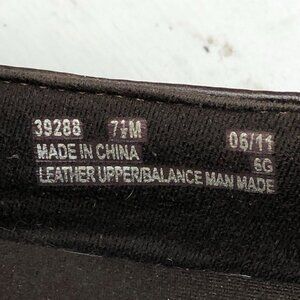 39288 7½M 06/11
MADE IN CHINA 6G
LEATHER UPPER/BALANCE MAN MADE